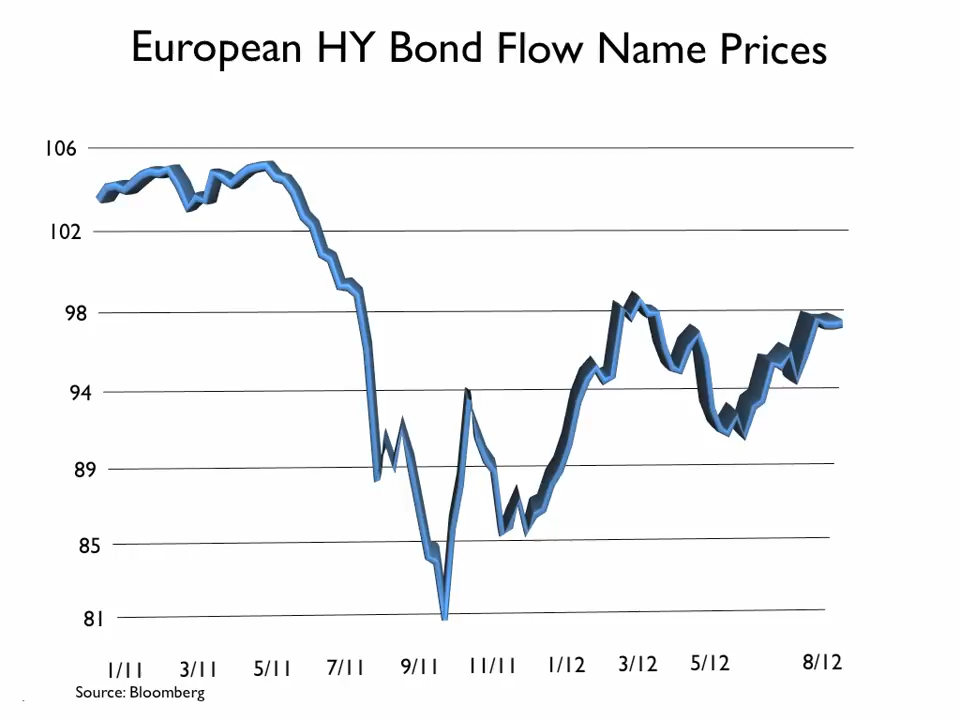 European HY Bond Flow Name Prices
106
102
98
94
89
85
81
1/11 3/11 5/11 7/11 9/11 11/11 1/12 3/12 5/12 8/12
Source: Bloomberg